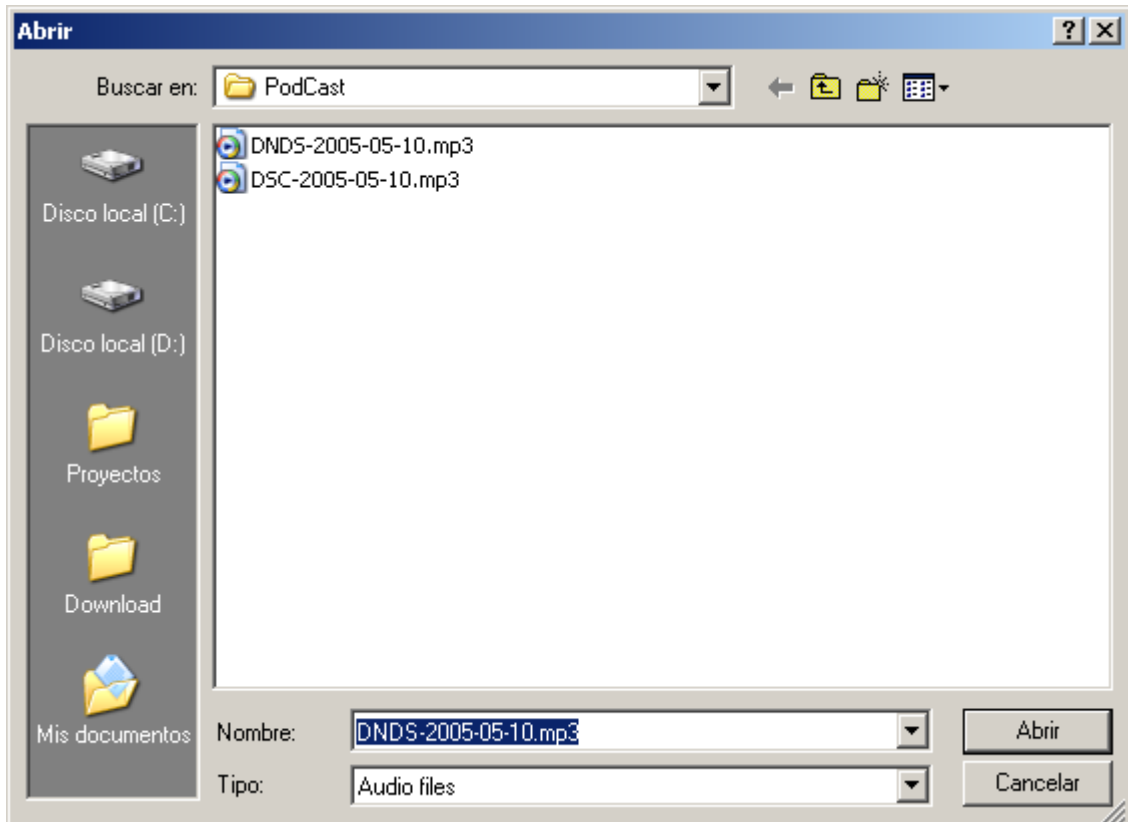 Abrir
Buscar en: PodCast
DNDS-2005-05-10.mp3
DSC-2005-05-10.mp3
Disco local (C:)
Disco local (D:)
Proyectos
Download
Mis documentos
Nombre: DNDS-2005-05-10.mp3 Abrir
Tipo: Audio files Cancelar